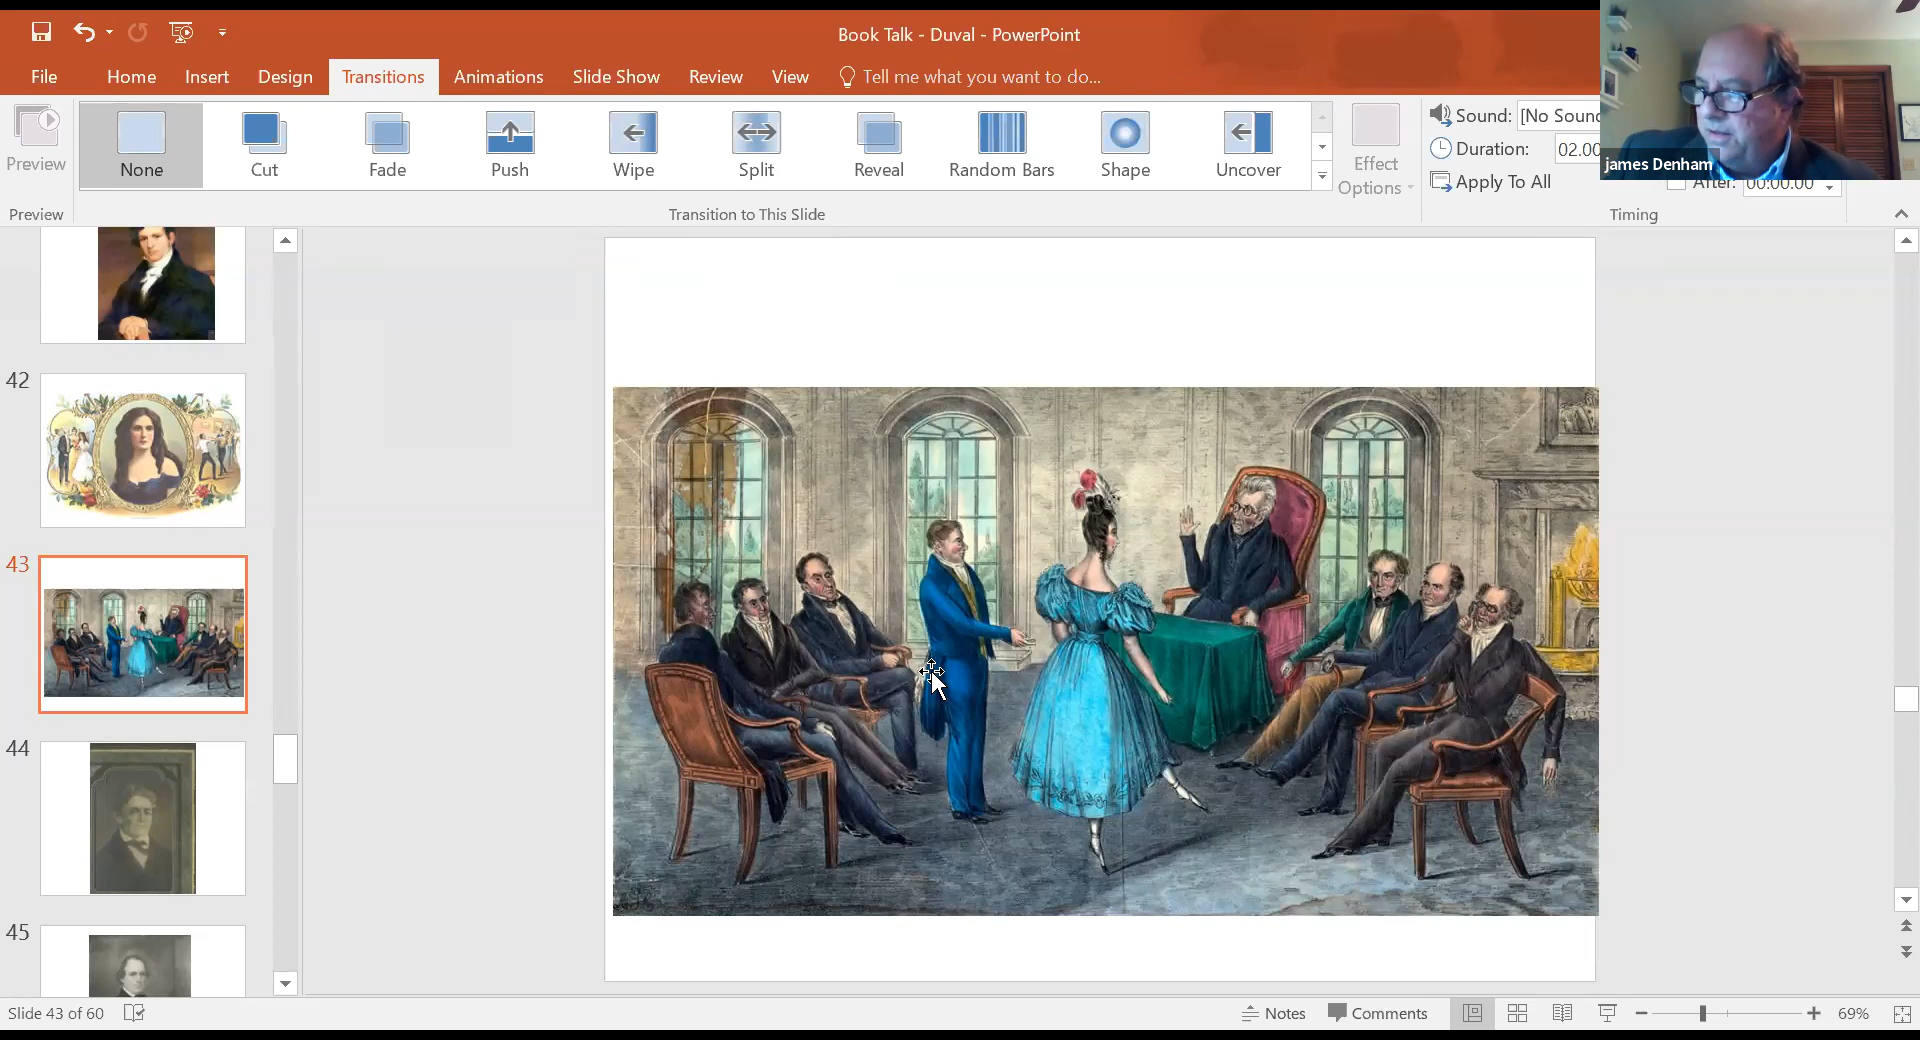 Book Talk - Duval - PowerPoint
File Home Insert Design Transitions Animations Slide Show Review View Tell me what you want to do...
Preview
None Cut Fade Push Wipe Split Reveal Random Bars Shape Uncover
Effect Options
Sound: [No Soun
Duration: 02.00
Apply To All
After: 00:00.00
james Denham
Preview Transition to This Slide Timing
42
43
44
45
Slide 43 of 60 Notes Comments 69%